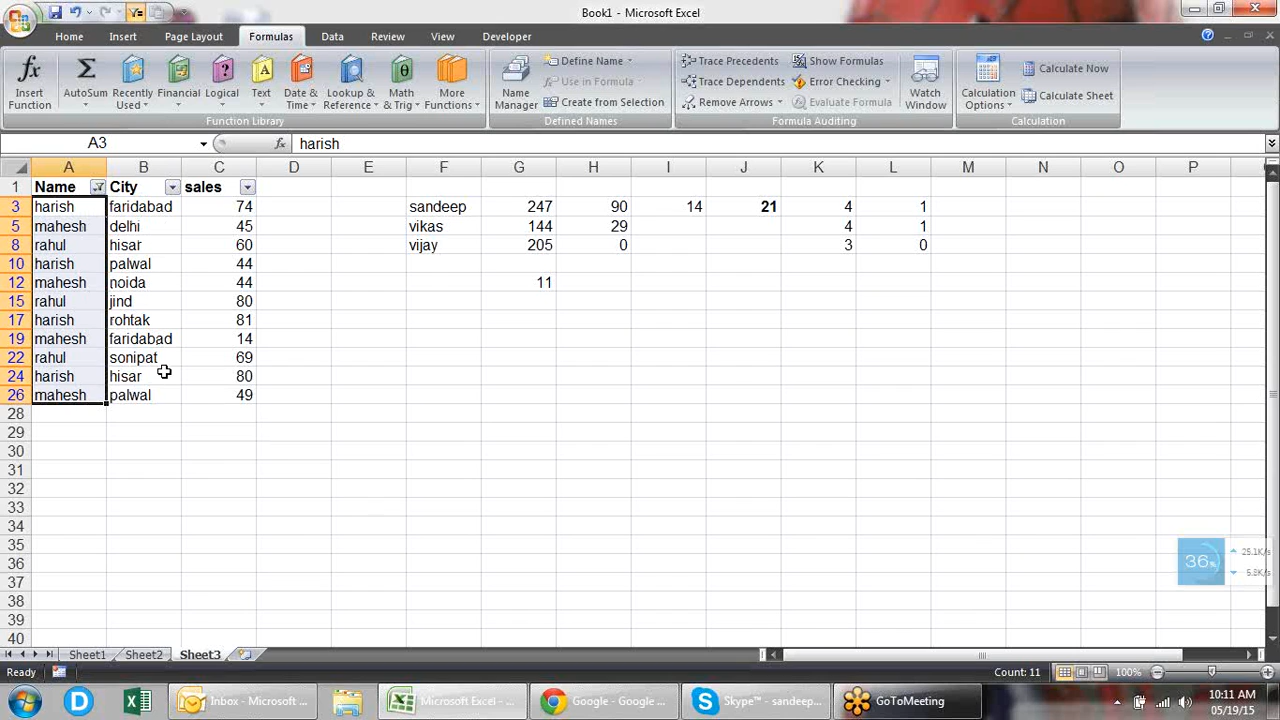 Book1 - Microsoft Excel
Home Insert Page Layout Formulas Data Review View Developer
Insert Function
AutoSum
Recently Used
Financial
Logical
Text
Date & Time
Lookup & Reference
Math & Trig
More Functions
Function Library
Name Manager
Define Name
Use in Formula
Create from Selection
Defined Names
Trace Precedents
Trace Dependents
Remove Arrows
Show Formulas
Error Checking
Evaluate Formula
Formula Auditing
Watch Window
Calculation Options
Calculate Now
Calculate Sheet
Calculation
A3 fx harish
A B C D E F G H I J K L M N O P
1 Name City sales
3 harish faridabad 74 sandeep 247 90 14 21 4 1
5 mahesh delhi 45 vikas 144 29 4 1
8 rahul hisar 60 vijay 205 0 3 0
10 harish palwal 44
12 mahesh noida 44 11
15 rahul jind 80
17 harish rohtak 81
19 mahesh faridabad 14
22 rahul sonipat 69
24 harish hisar 80
26 mahesh palwal 49
28
29
30
31
32
33
34
35
36 36% 25.1K/s
37 5.8K/s
38
39
40
Sheet1 Sheet2 Sheet3
Ready Count: 11 100%
Inbox - Microsoft ... Microsoft Excel - ... Google - Google ... Skype™ - sandeep... GoToMeeting 10:11 AM
05/19/15